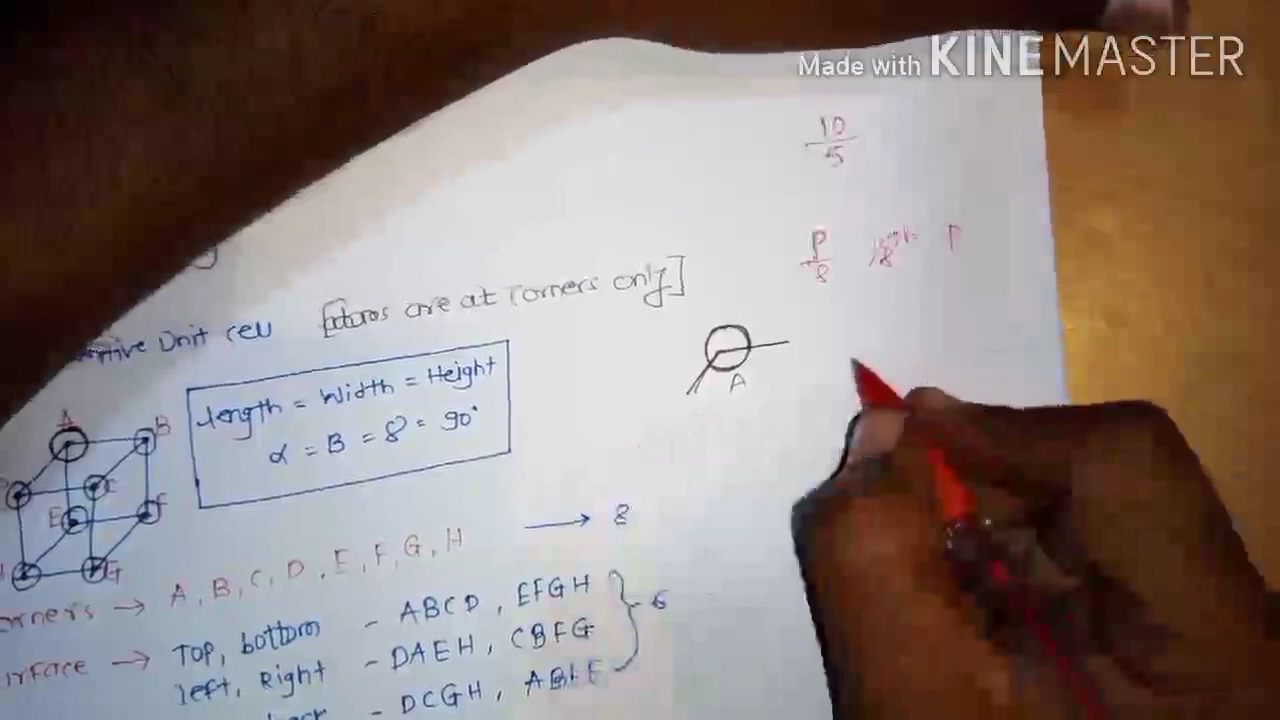 Made with KINEMASTER
10
5
P
8
Unit cell [atoms are at corners only]
length = Width = Height
α = B = 8 = 90°
A
A
B
D
C
E
F
H
G
A, B, C, D, E, F, G, H → 8
Top, bottom - ABCD, EFGH
left, Right - DAEH, CBFG } 6
- DCGH,